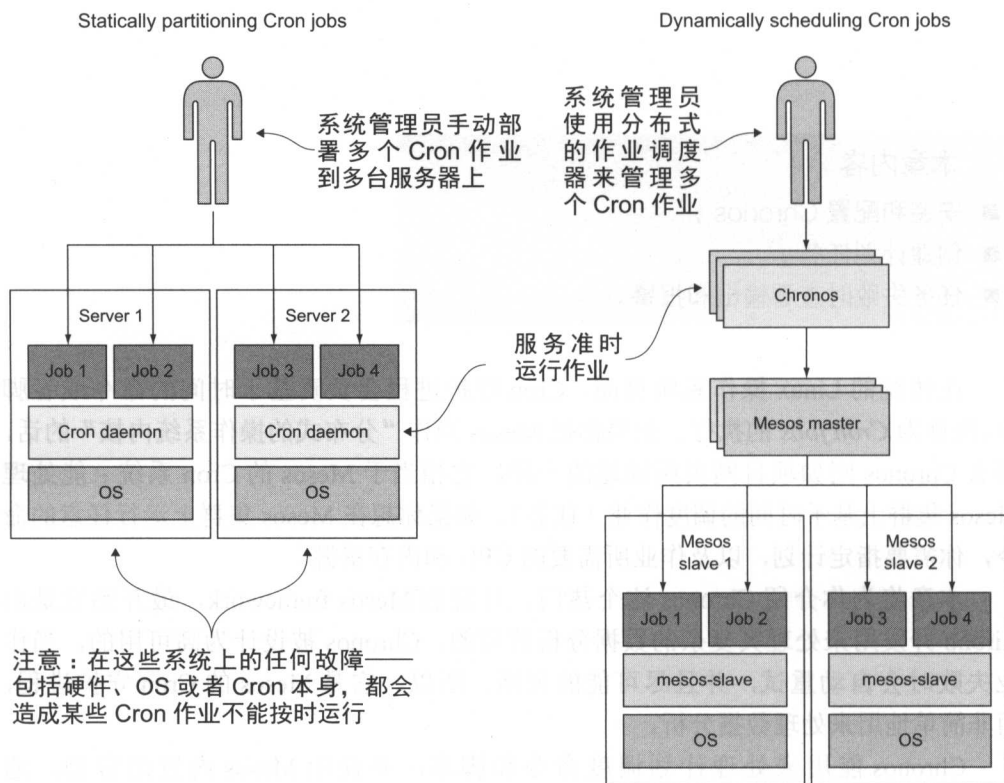 Statically partitioning Cron jobs
Dynamically scheduling Cron jobs
系统管理员手动部
署多个 Cron 作业
到多台服务器上
系统管理员
使用分布式
的作业调度
器来管理多
个 Cron 作业
Server 1
Server 2
Job 1
Job 2
Job 3
Job 4
Cron daemon
Cron daemon
OS
OS
服务准时
运行作业
Chronos
Mesos master
Mesos
slave 1
Mesos
slave 2
Job 1
Job 2
Job 3
Job 4
mesos-slave
mesos-slave
OS
OS
注意：在这些系统上的任何故障——
包括硬件、OS 或者 Cron 本身，都会
造成某些 Cron 作业不能按时运行